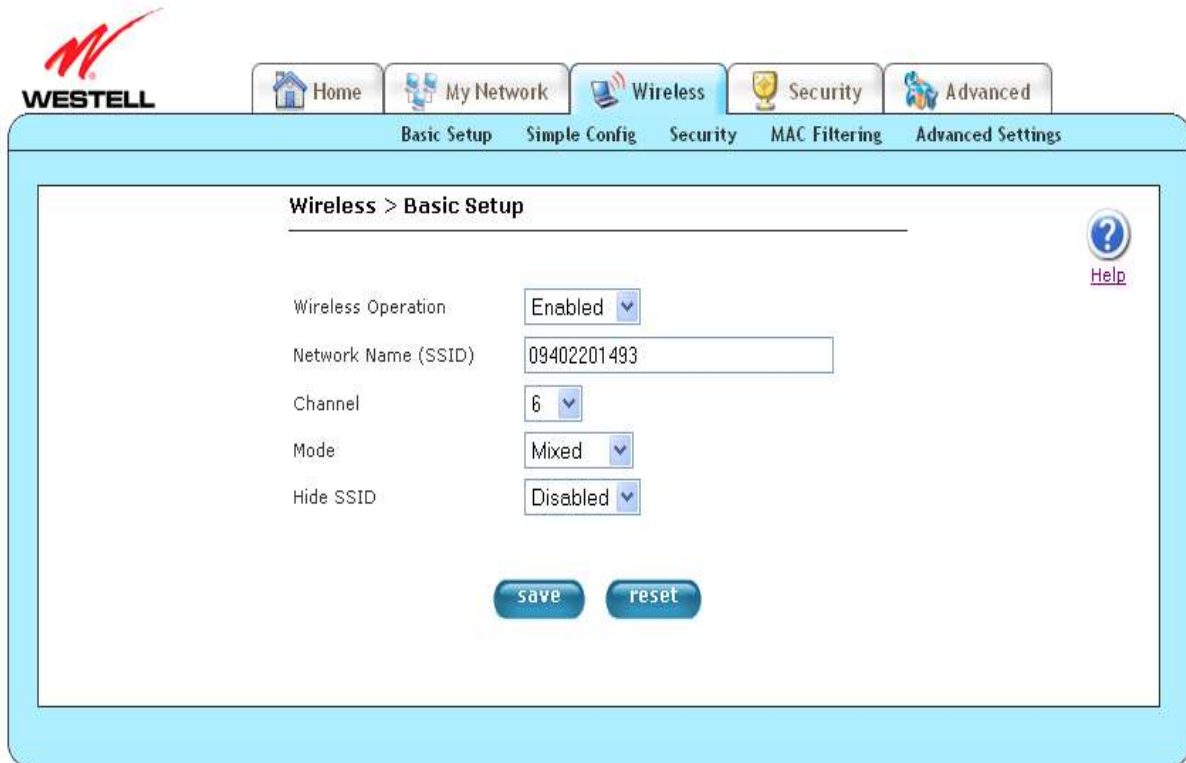 WESTELL
Home My Network Wireless Security Advanced
Basic Setup Simple Config Security MAC Filtering Advanced Settings
Wireless > Basic Setup
?
Help
Wireless Operation Enabled
Network Name (SSID) 09402201493
Channel 6
Mode Mixed
Hide SSID Disabled
save reset